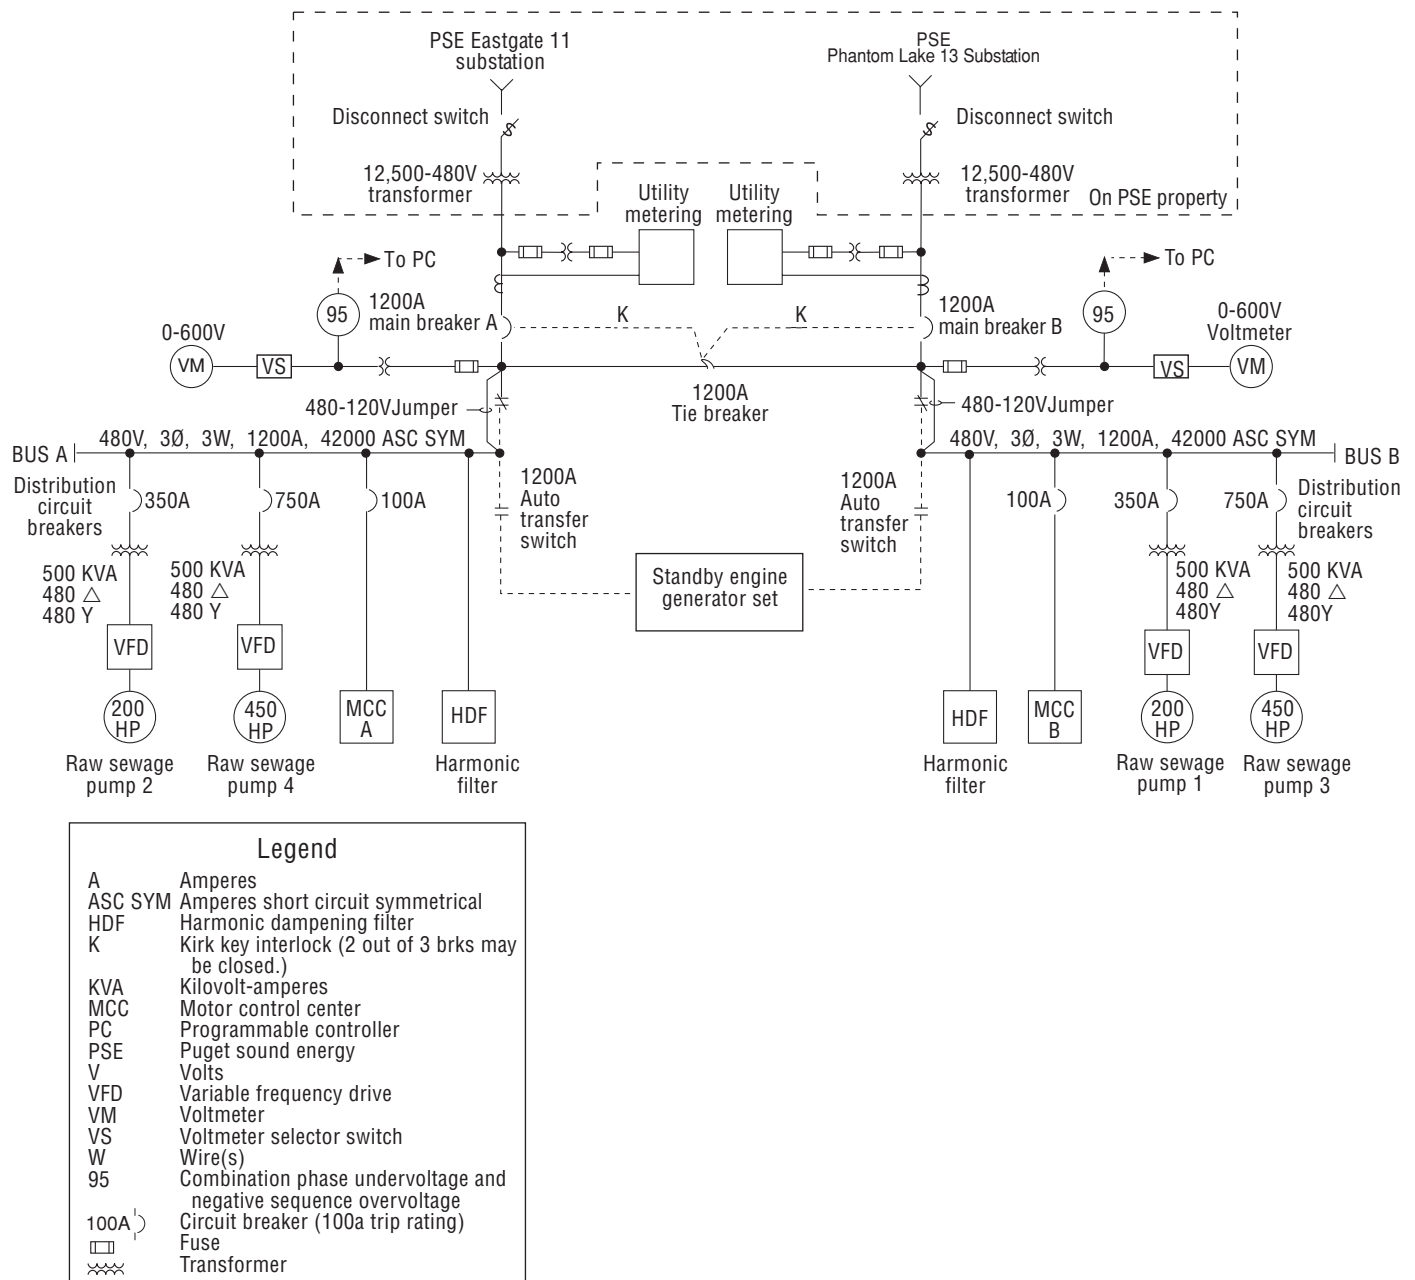 PSE Eastgate 11
substation
PSE
Phantom Lake 13 Substation
Disconnect switch
Disconnect switch
12,500-480V
transformer
12,500-480V
transformer
On PSE property
Utility
metering
Utility
metering
To PC
To PC
95
1200A
main breaker A
K
K
1200A
main breaker B
95
0-600V
VM
VS
0-600V
Voltmeter
VS
VM
1200A
Tie breaker
480-120VJumper
480-120VJumper
BUS A
480V, 3Ø, 3W, 1200A, 42000 ASC SYM
480V, 3Ø, 3W, 1200A, 42000 ASC SYM
BUS B
Distribution
circuit
breakers
350A
750A
100A
1200A
Auto
transfer
switch
1200A
Auto
transfer
switch
100A
350A
750A
Distribution
circuit
breakers
500 KVA
480 △
480 Y
500 KVA
480 △
480 Y
Standby engine
generator set
500 KVA
480 △
480Y
500 KVA
480 △
480Y
VFD
VFD
VFD
VFD
200
HP
450
HP
MCC
A
HDF
HDF
MCC
B
200
HP
450
HP
Raw sewage
pump 2
Raw sewage
pump 4
Harmonic
filter
Harmonic
filter
Raw sewage
pump 1
Raw sewage
pump 3
Legend
A Amperes
ASC SYM Amperes short circuit symmetrical
HDF Harmonic dampening filter
K Kirk key interlock (2 out of 3 brks may
be closed.)
KVA Kilovolt-amperes
MCC Motor control center
PC Programmable controller
PSE Puget sound energy
V Volts
VFD Variable frequency drive
VM Voltmeter
VS Voltmeter selector switch
W Wire(s)
95 Combination phase undervoltage and
negative sequence overvoltage
100A Circuit breaker (100a trip rating)
Fuse
Transformer